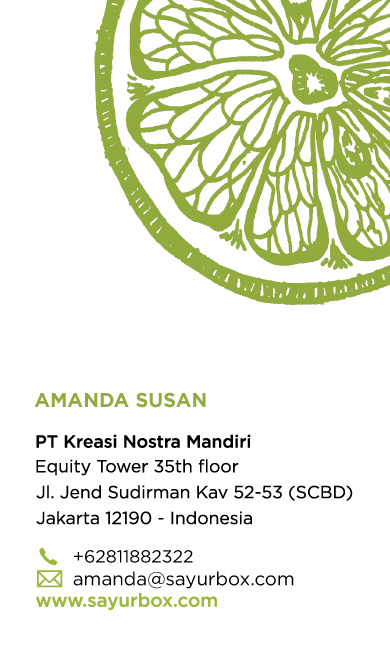 AMANDA SUSAN
PT Kreasi Nostra Mandiri
Equity Tower 35th floor
Jl. Jend Sudirman Kav 52-53 (SCBD)
Jakarta 12190 - Indonesia
+62811882322
amanda@sayurbox.com
www.sayurbox.com